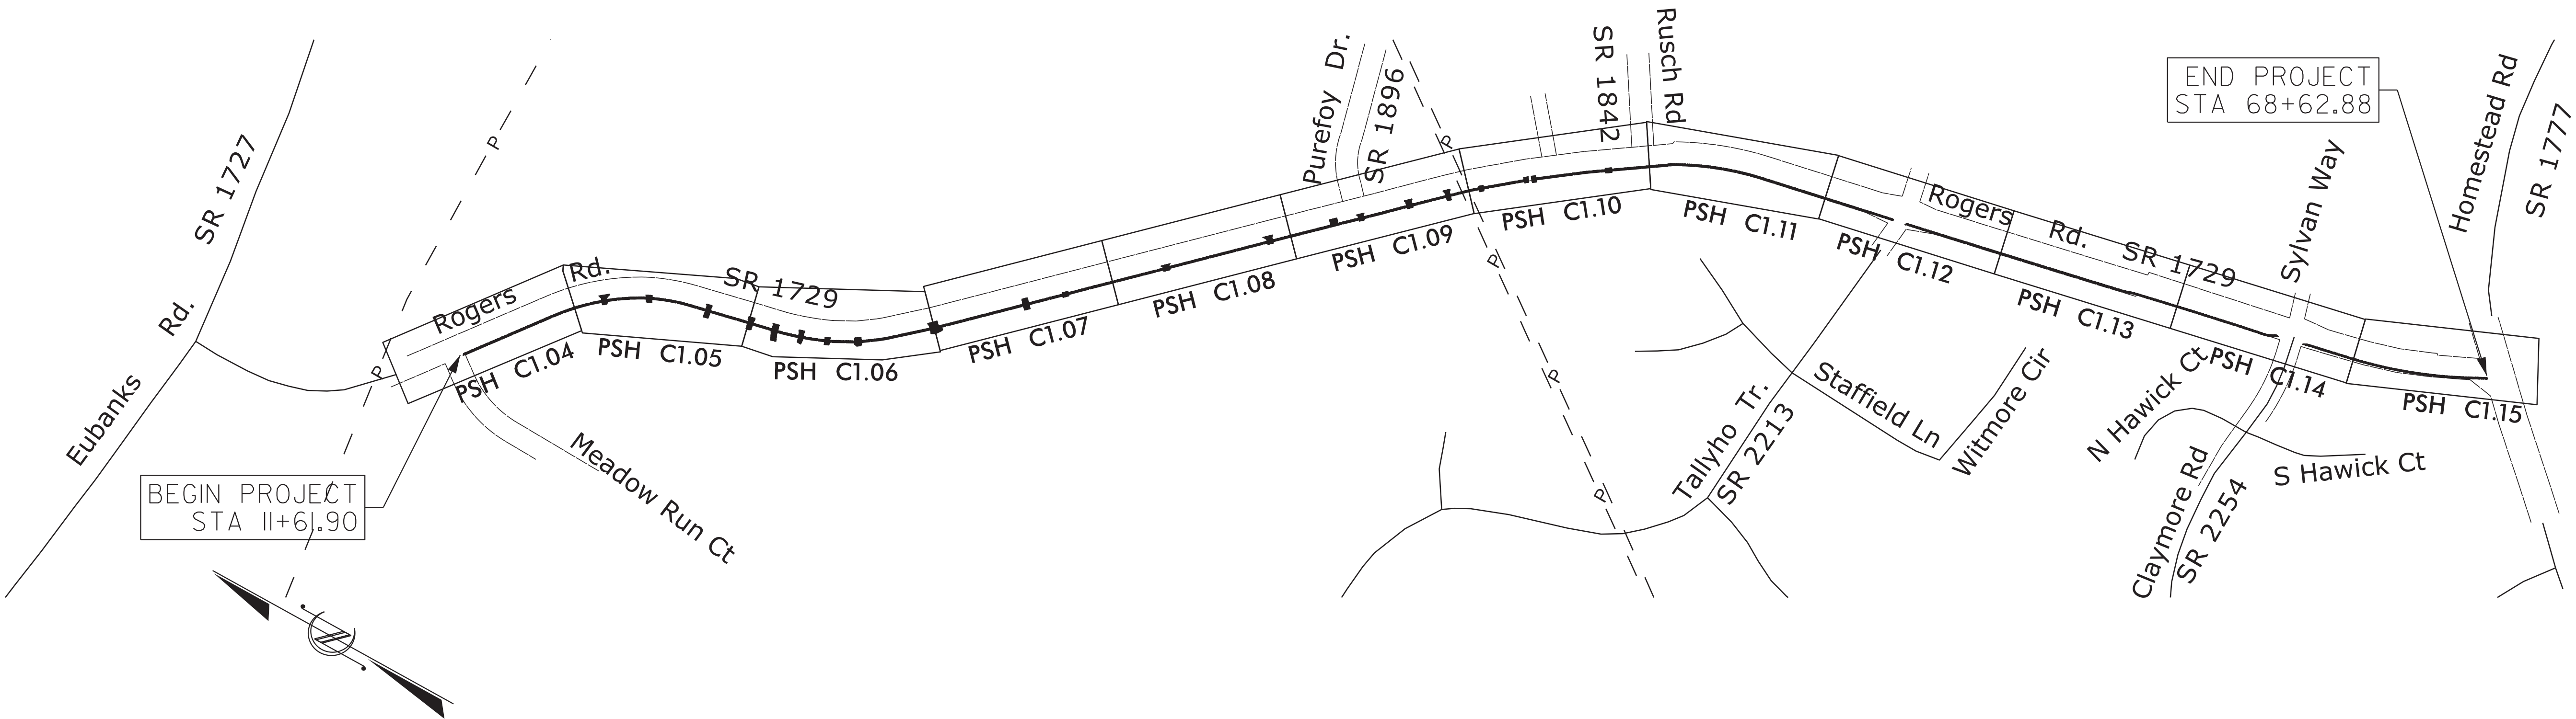 Eubanks Rd.
SR 1727
P
P
P
BEGIN PROJECT
STA 11+61.90
Rogers Rd.
SR 1729
PSH C1.04
PSH C1.05
PSH C1.06
PSH C1.07
PSH C1.08
PSH C1.09
PSH C1.10
PSH C1.11
PSH C1.12
PSH C1.13
PSH C1.14
PSH C1.15
Meadow Run Ct
Purefoy Dr.
SR 1896
P
P
P
P
SR 1842
Rusch Rd
Rogers Rd.
SR 1729
Tallyho Tr.
SR 2213
Staffield Ln
Witmore Cir
N Hawick Ct
S Hawick Ct
Claymore Rd
SR 2254
Sylvan Way
END PROJECT
STA 68+62.88
Homestead Rd
SR 1777